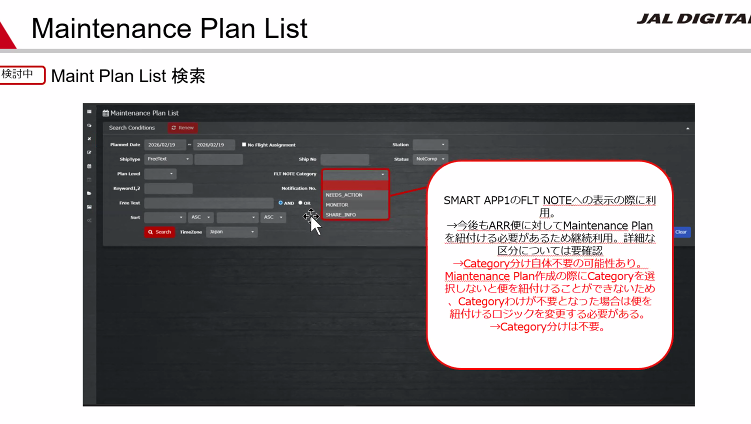 Maintenance Plan List
JAL DIGITAL
検討中
Maint Plan List 検索
Maintenance Plan List
Search Conditions
Renew
Planned Date
2026/02/19
~
2026/02/19
No Flight Assignment
Station
Shiptype
FreeText
Ship No
Status
NotComp
Plan Level
FLT NOTE Category
Keyword1,2
Notification No.
NEEDS_ACTION
MONITOR
SHARE_INFO
Free Text
AND
OR
Sort
ASC
ASC
Search
TimeZone
Japan
Clear
SMART APP1のFLT NOTEへの表示の際に利
用。
→今後もARR便に対してMaintenance Plan
を紐付ける必要があるため継続利用。詳細な
区分については要確認
→Category分け自体不要の可能性あり。
Miantenance Plan作成の際にCategoryを選
択しないと便を紐付けることができないため
、Categoryわけが不要となった場合は便を
紐付けるロジックを変更する必要がある。
→Category分けは不要。